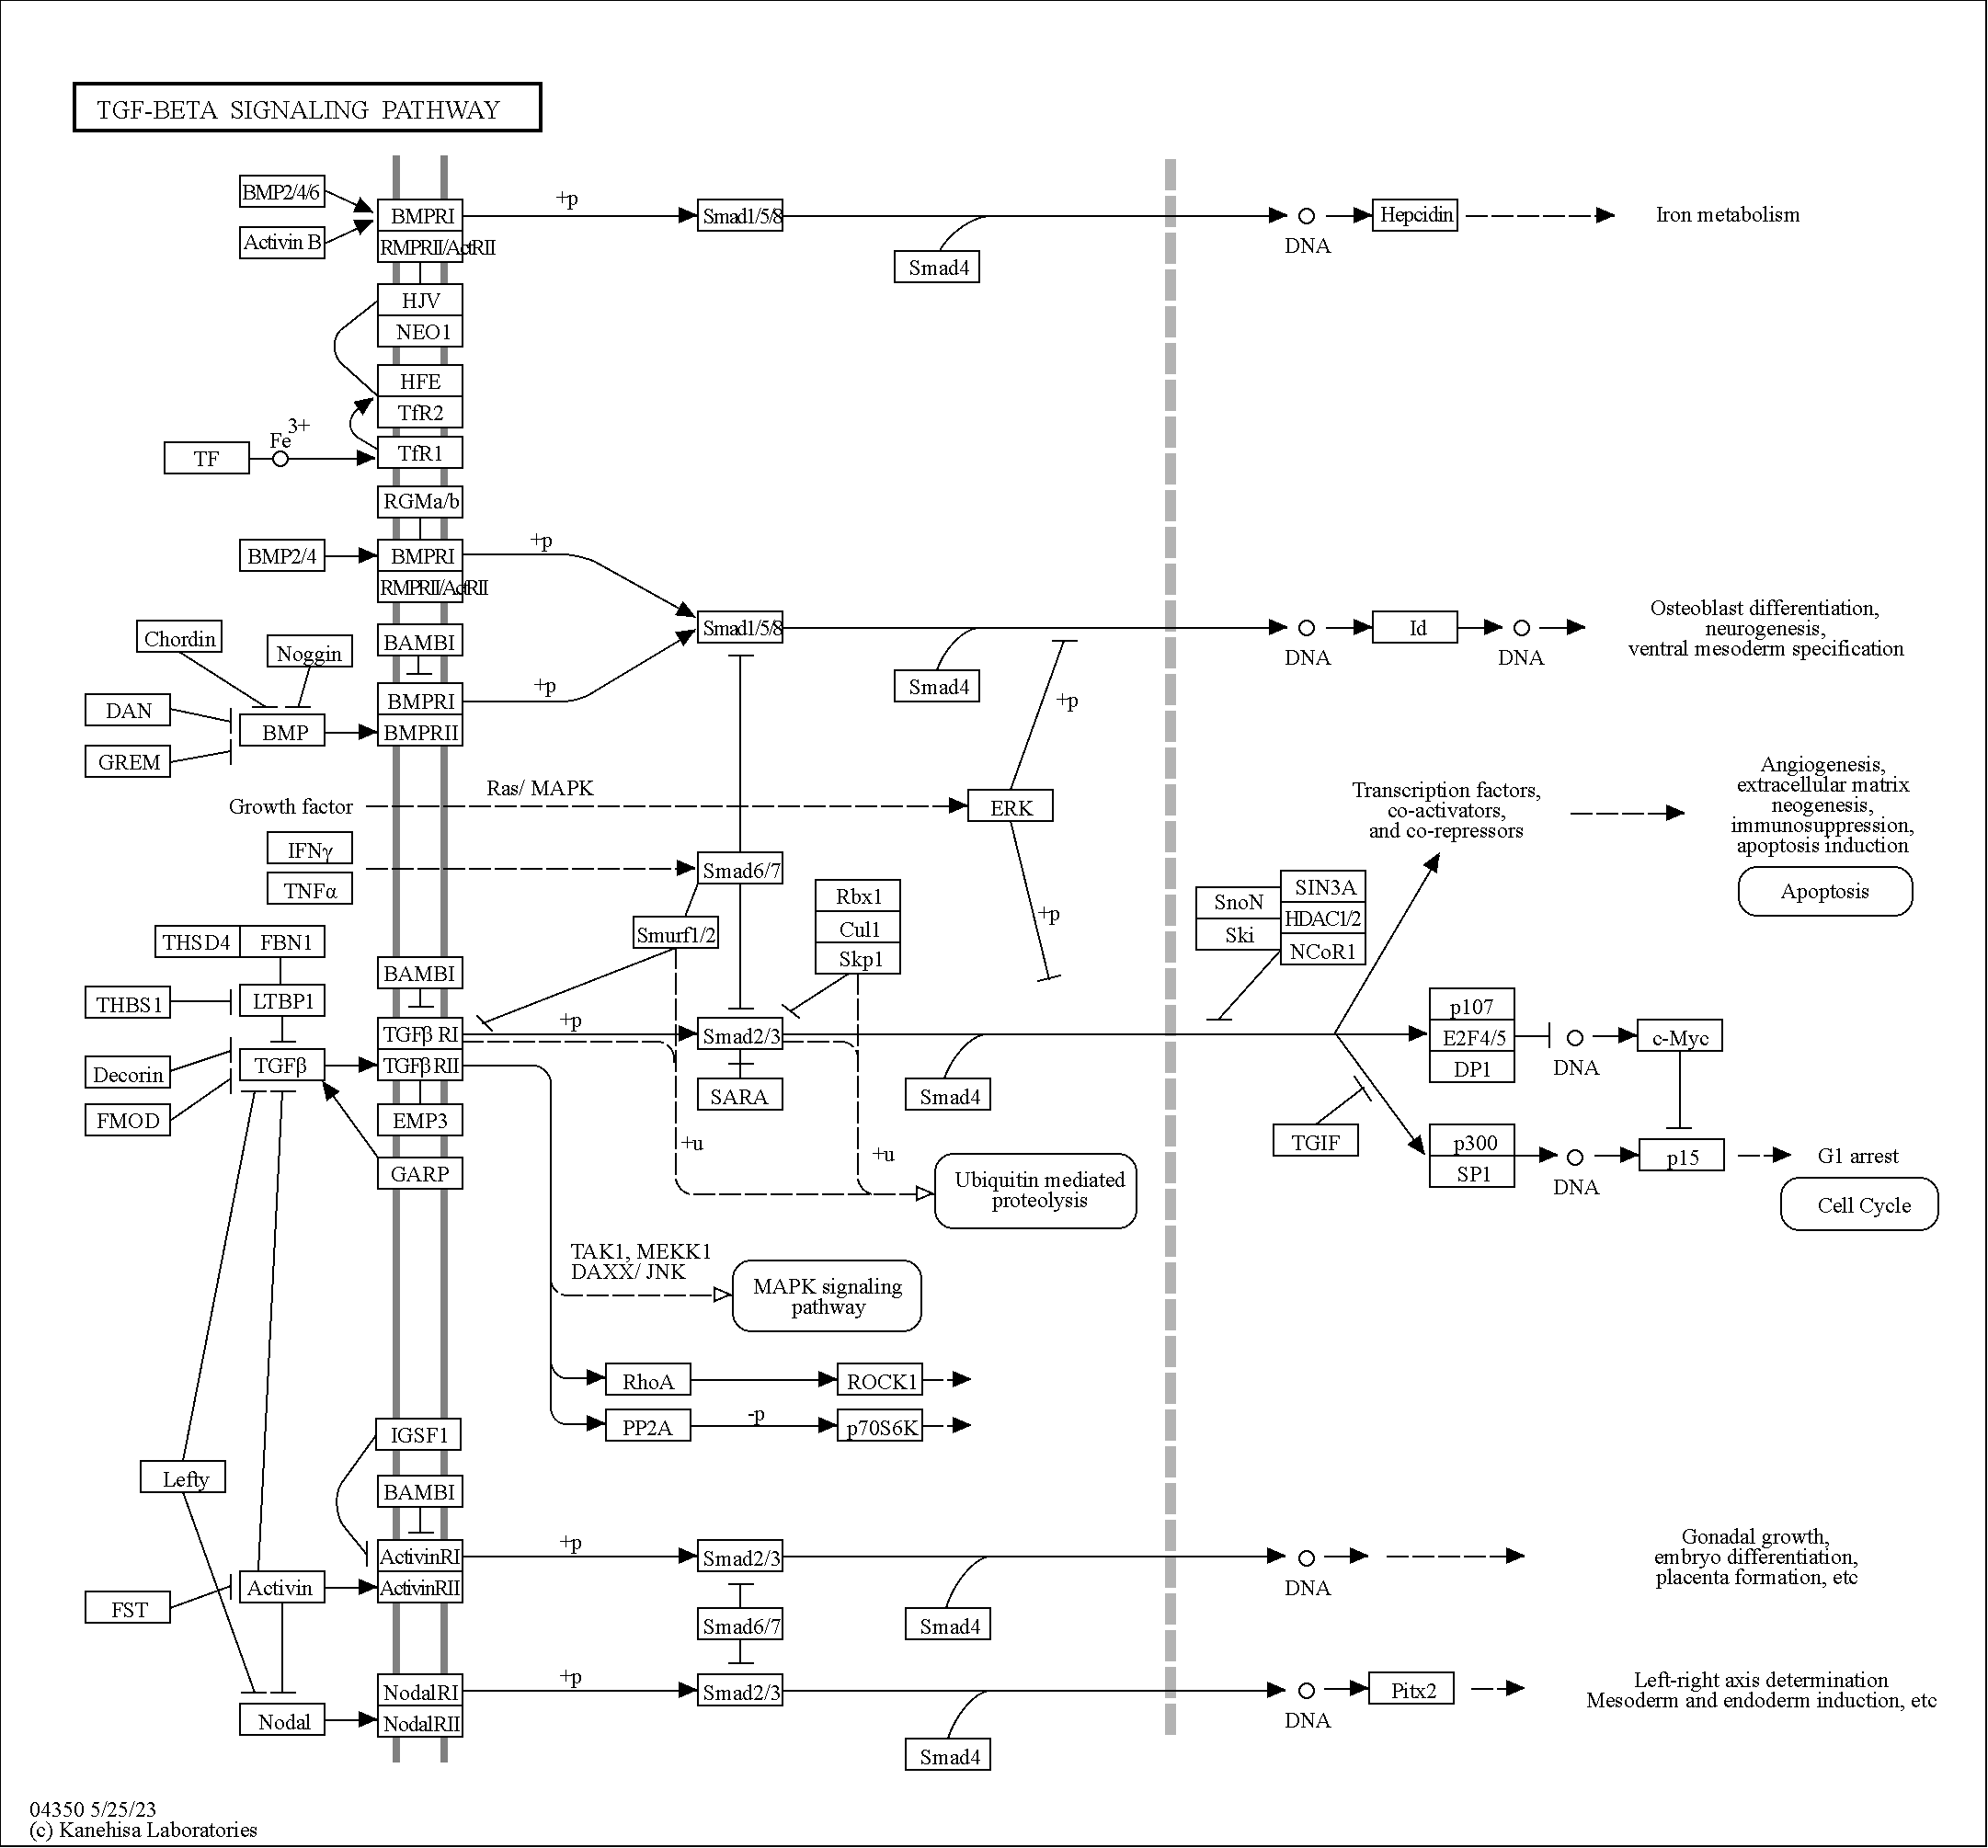 TGF-BETA SIGNALING PATHWAY
BMP2/4/6
Activin B
BMPRI
RMPRII/ActRII
+p
Smad1/5/8
Smad4
DNA
Hepcidin
Iron metabolism
HJV
NEO1
HFE
TfR2
TF
Fe3+
TfR1
RGMa/b
BMP2/4
BMPRI
RMPRII/ActRII
+p
Smad1/5/8
Smad4
DNA
Id
DNA
Osteoblast differentiation,
neurogenesis,
ventral mesoderm specification
Chordin
Noggin
BAMBI
DAN
GREM
BMP
BMPRI
BMPRII
+p
+p
Growth factor
Ras/ MAPK
ERK
Transcription factors,
co-activators,
and co-repressors
Angiogenesis,
extracellular matrix
neogenesis,
immunosuppression,
apoptosis induction
Apoptosis
IFNγ
TNFα
Smad6/7
Smurf1/2
Rbx1
Cul1
Skp1
+p
SnoN
Ski
SIN3A
HDAC1/2
NCoR1
THSD4
FBN1
BAMBI
THBS1
LTBP1
Decorin
FMOD
TGFβ
TGFβ RI
TGFβ RII
+p
Smad2/3
SARA
Smad4
EMP3
GARP
+u
+u
Ubiquitin mediated
proteolysis
TGIF
p107
E2F4/5
DP1
DNA
c-Myc
p300
SP1
DNA
p15
G1 arrest
Cell Cycle
TAK1, MEKK1
DAXX/ JNK
MAPK signaling
pathway
RhoA
ROCK1
PP2A
-p
p70S6K
IGSF1
Lefty
BAMBI
FST
Activin
ActivinRI
ActivinRII
+p
Smad2/3
Smad4
DNA
Gonadal growth,
embryo differentiation,
placenta formation, etc
Smad6/7
Nodal
NodalRI
NodalRII
+p
Smad2/3
Smad4
DNA
Pitx2
Left-right axis determination
Mesoderm and endoderm induction, etc
04350 5/25/23
(c) Kanehisa Laboratories